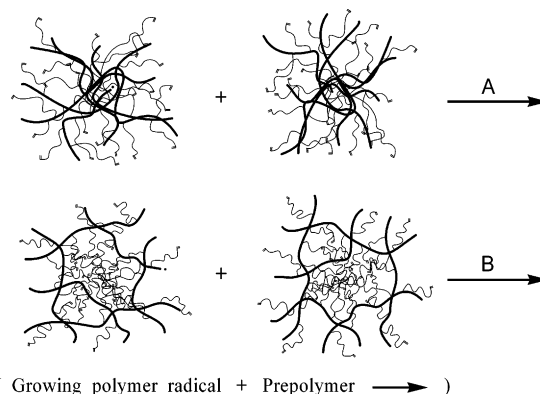 + A
+ B
Growing polymer radical + Prepolymer ⟶ )